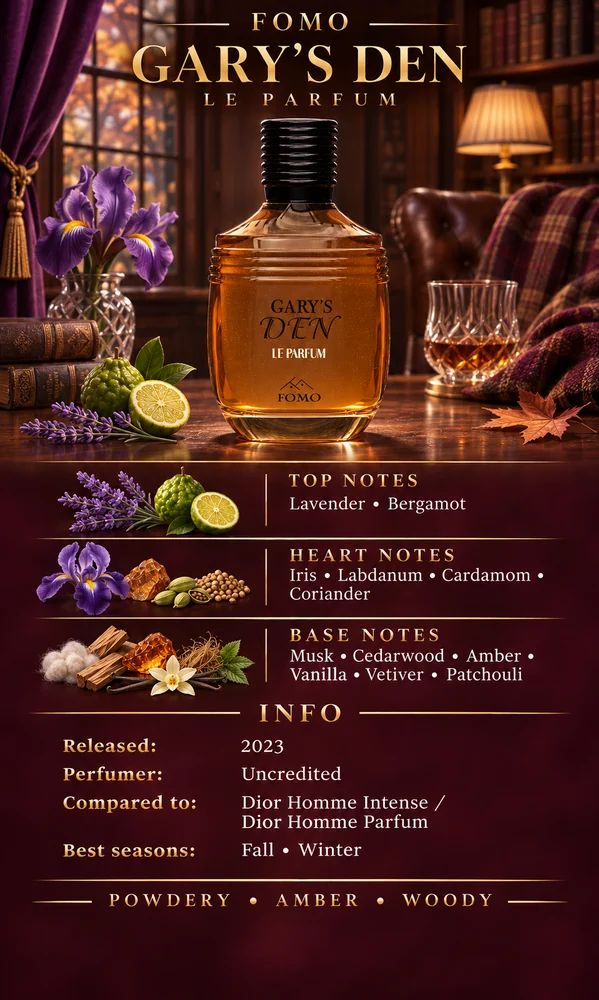 FOMO
GARY'S DEN
LE PARFUM
GARY'S
DEN
LE PARFUM
FOMO
TOP NOTES
Lavender • Bergamot
HEART NOTES
Iris • Labdanum • Cardamom •
Coriander
BASE NOTES
Musk • Cedarwood • Amber •
Vanilla • Vetiver • Patchouli
INFO
Released: 2023
Perfumer: Uncredited
Compared to: Dior Homme Intense /
Dior Homme Parfum
Best seasons: Fall • Winter
POWDERY • AMBER • WOODY